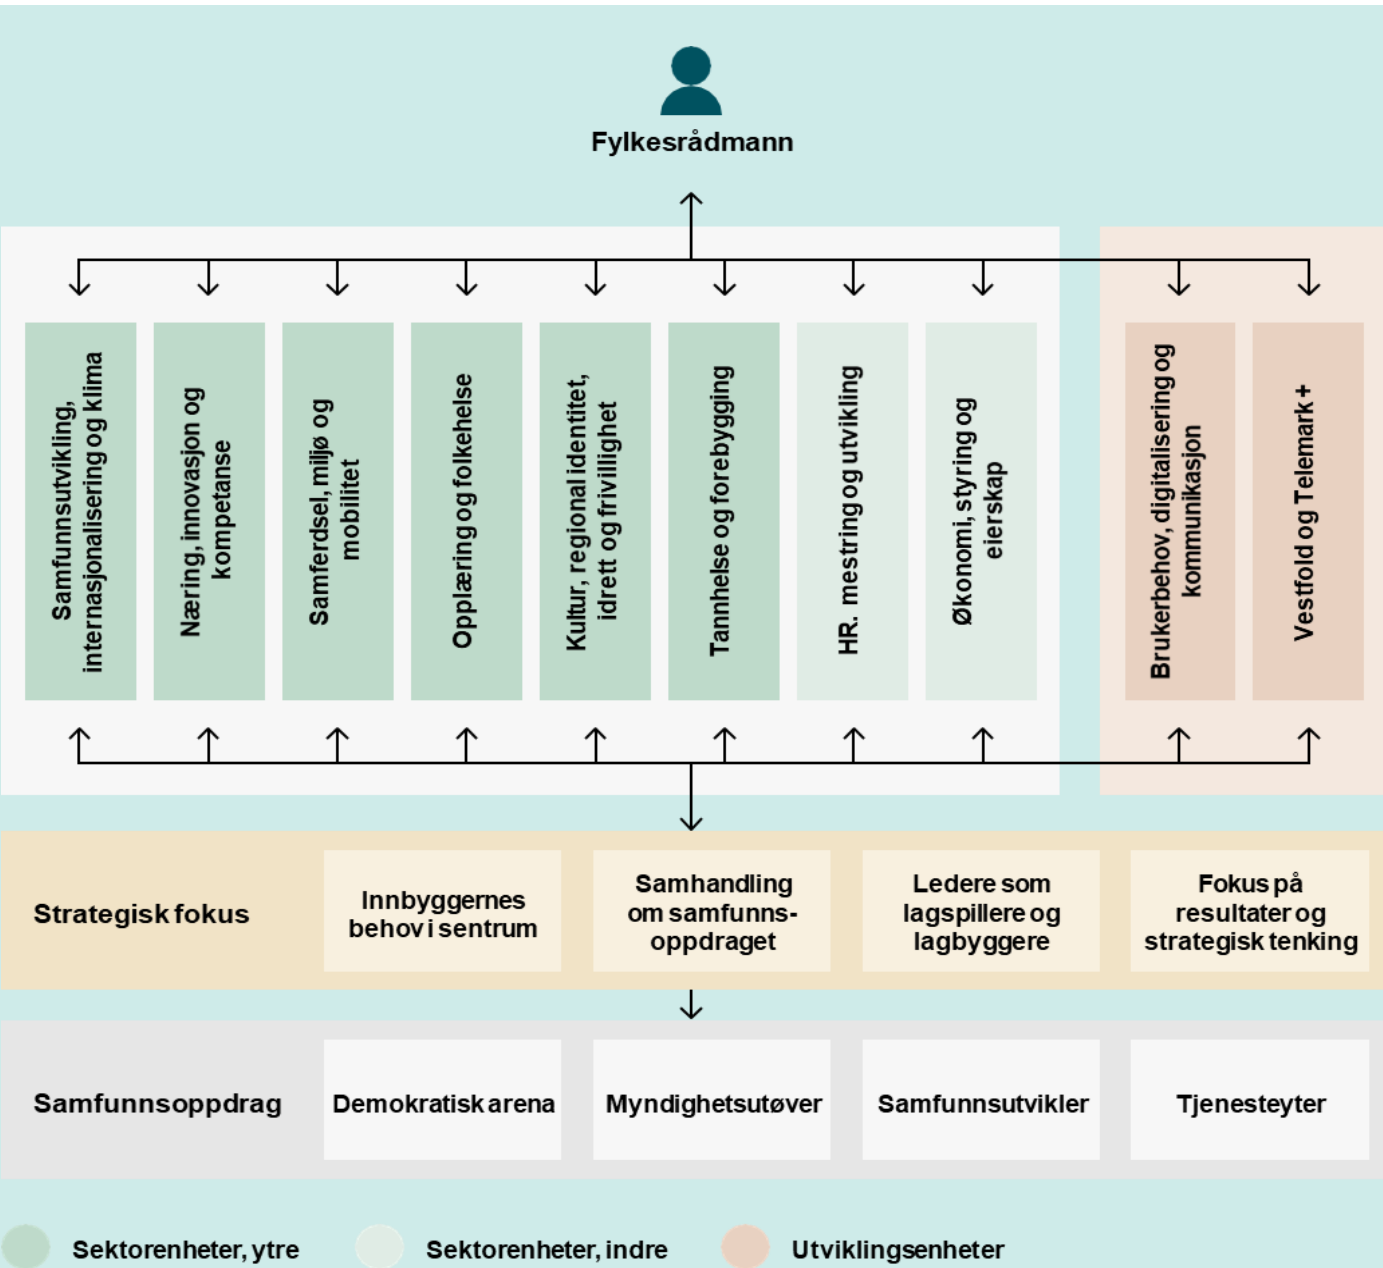 Fylkesrådmann
Samfunnsutvikling,
internasjonalisering og klima
Næring, innovasjon og
kompetanse
Samferdsel, miljø og
mobilitet
Opplæring og folkehelse
Kultur, regional identitet,
idrett og frivillighet
Tannhelse og forebygging
HR. mestring og utvikling
Økonomi, styring og
eierskap
Brukerbehov, digitalisering og
kommunikasjon
Vestfold og Telemark +
Strategisk fokus
Innbyggernes
behov i sentrum
Samhandling
om samfunns-
oppdraget
Ledere som
lagspillere og
lagbyggere
Fokus på
resultater og
strategisk tenking
Samfunnsoppdrag
Demokratisk arena
Myndighetsutøver
Samfunnsutvikler
Tjenesteyter
Sektorenheter, ytre
Sektorenheter, indre
Utviklingsenheter